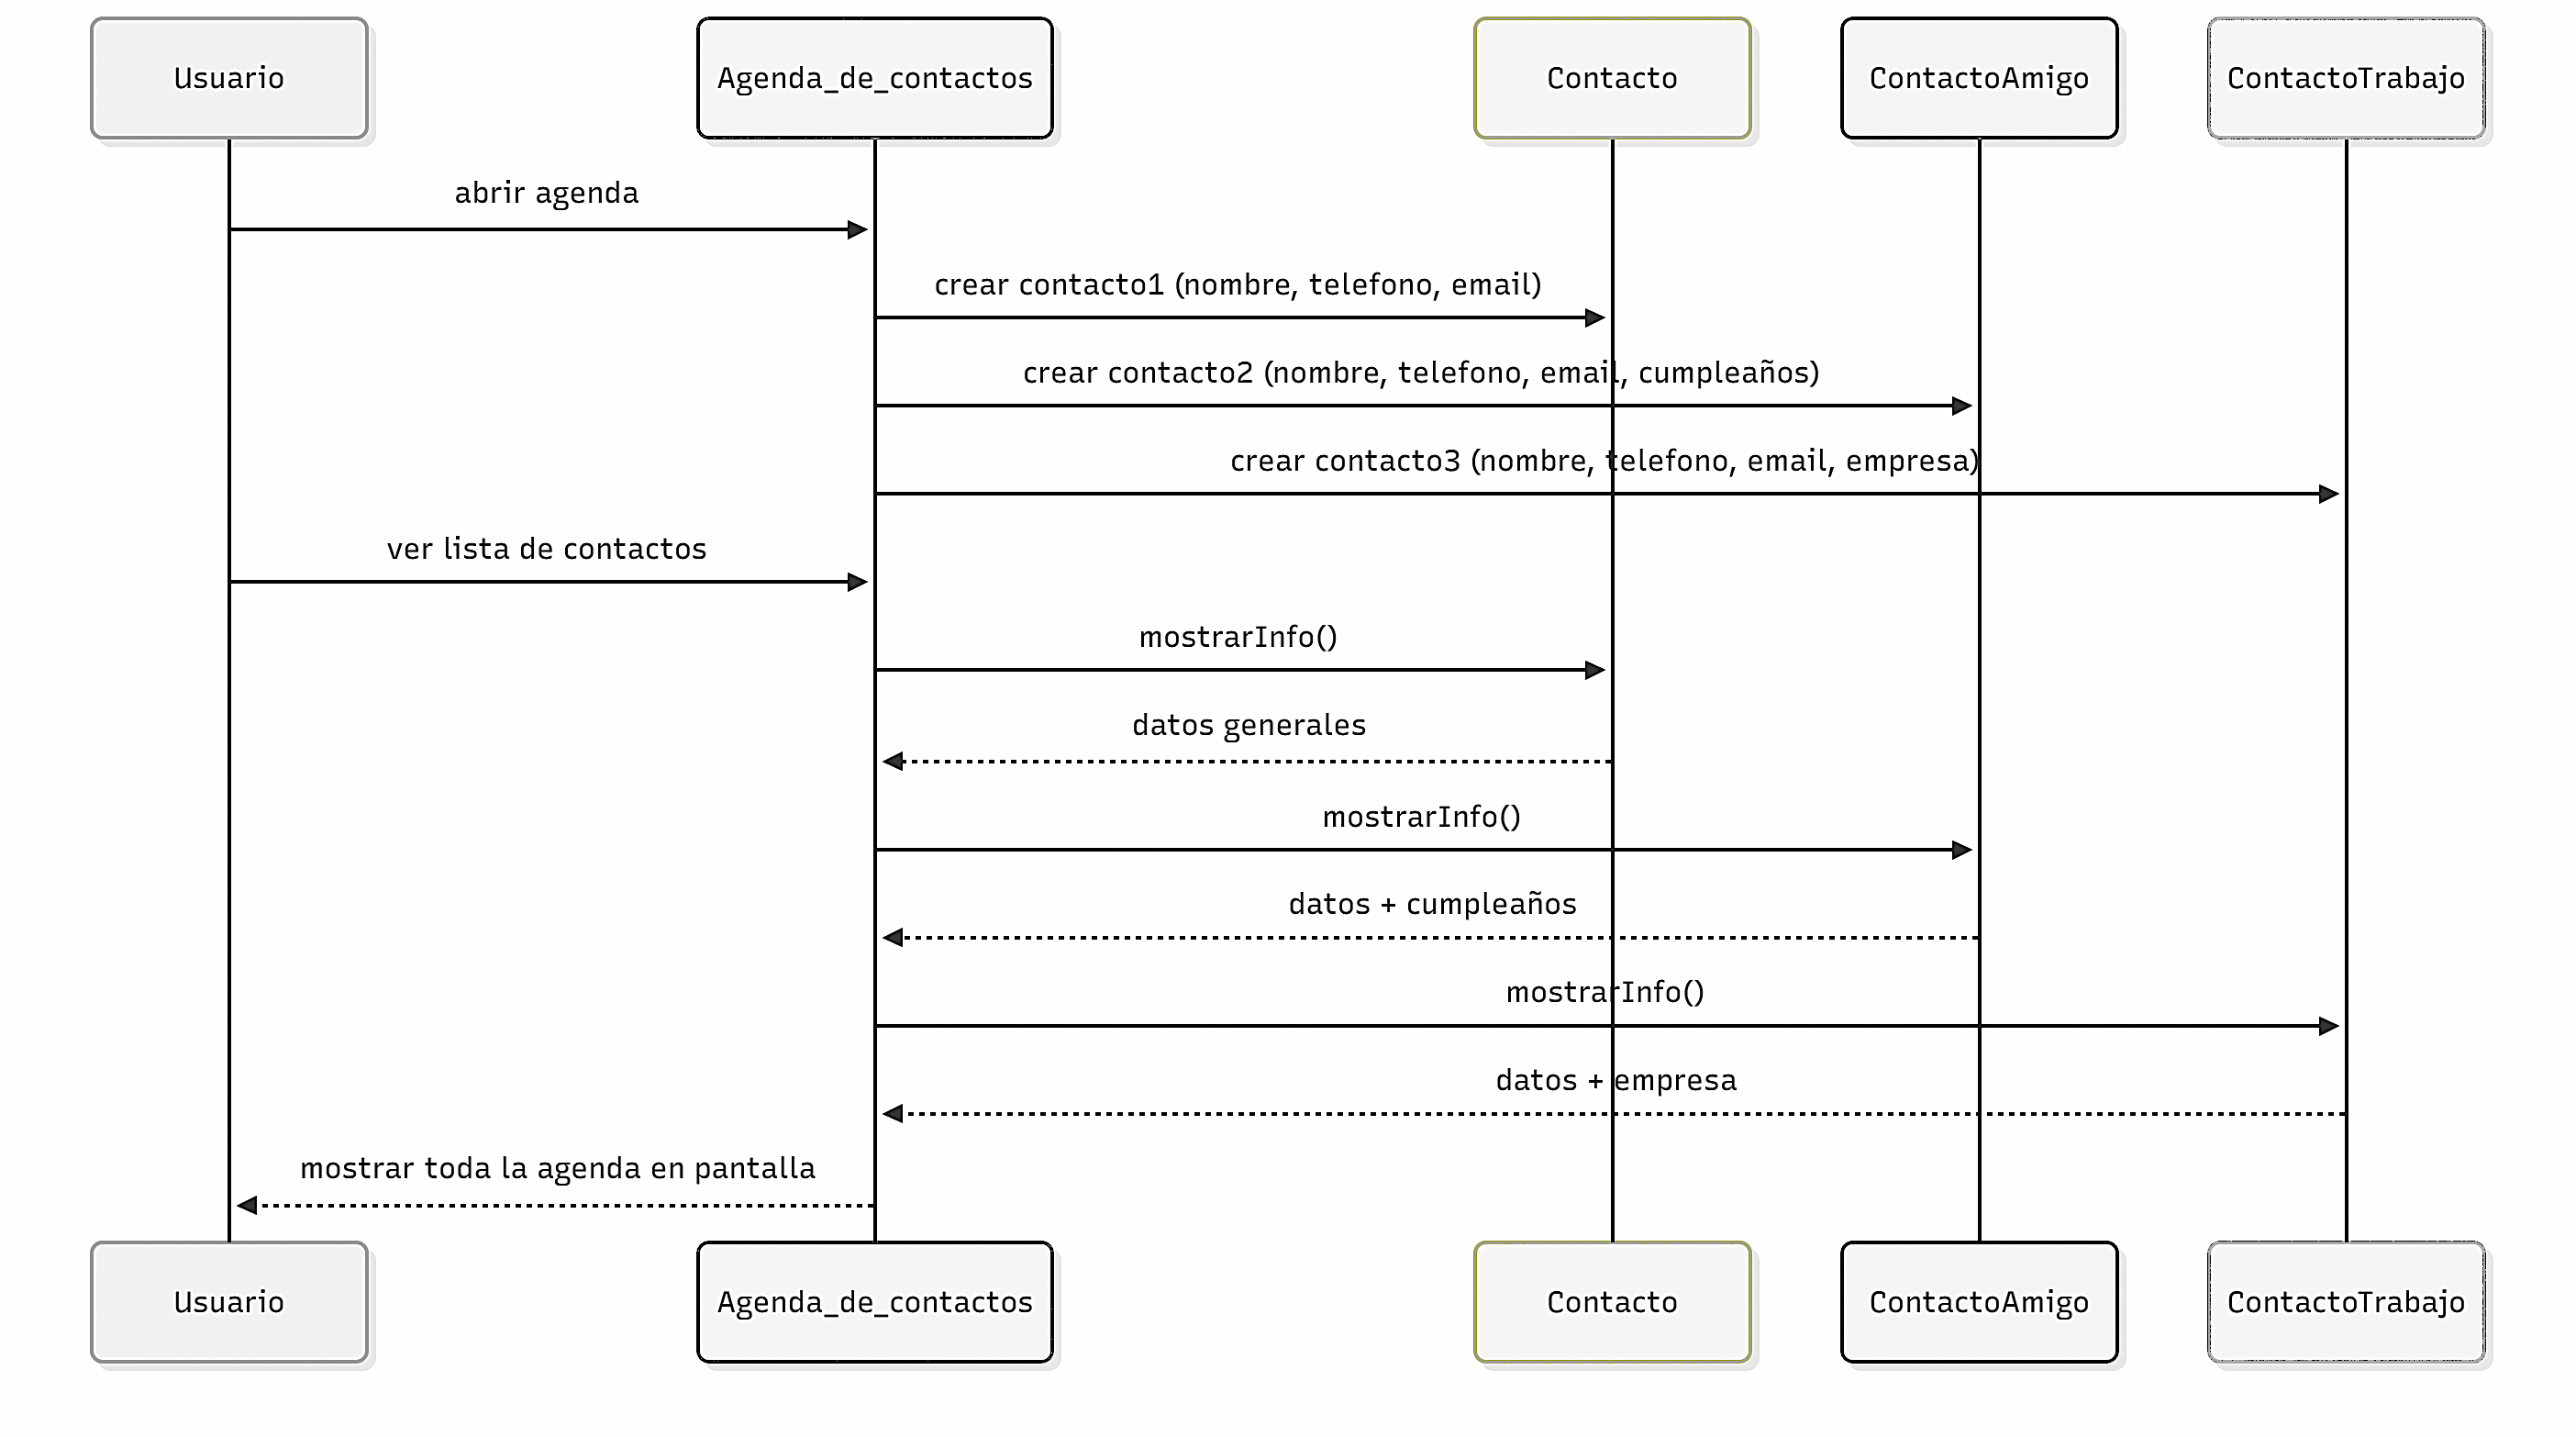 Usuario
Agenda_de_contactos
Contacto
ContactoAmigo
ContactoTrabajo
abrir agenda
crear contacto1 (nombre, telefono, email)
crear contacto2 (nombre, telefono, email, cumpleaños)
crear contacto3 (nombre, telefono, email, empresa)
ver lista de contactos
mostrarInfo()
datos generales
mostrarInfo()
datos + cumpleaños
mostrarInfo()
datos + empresa
mostrar toda la agenda en pantalla
Usuario
Agenda_de_contactos
Contacto
ContactoAmigo
ContactoTrabajo